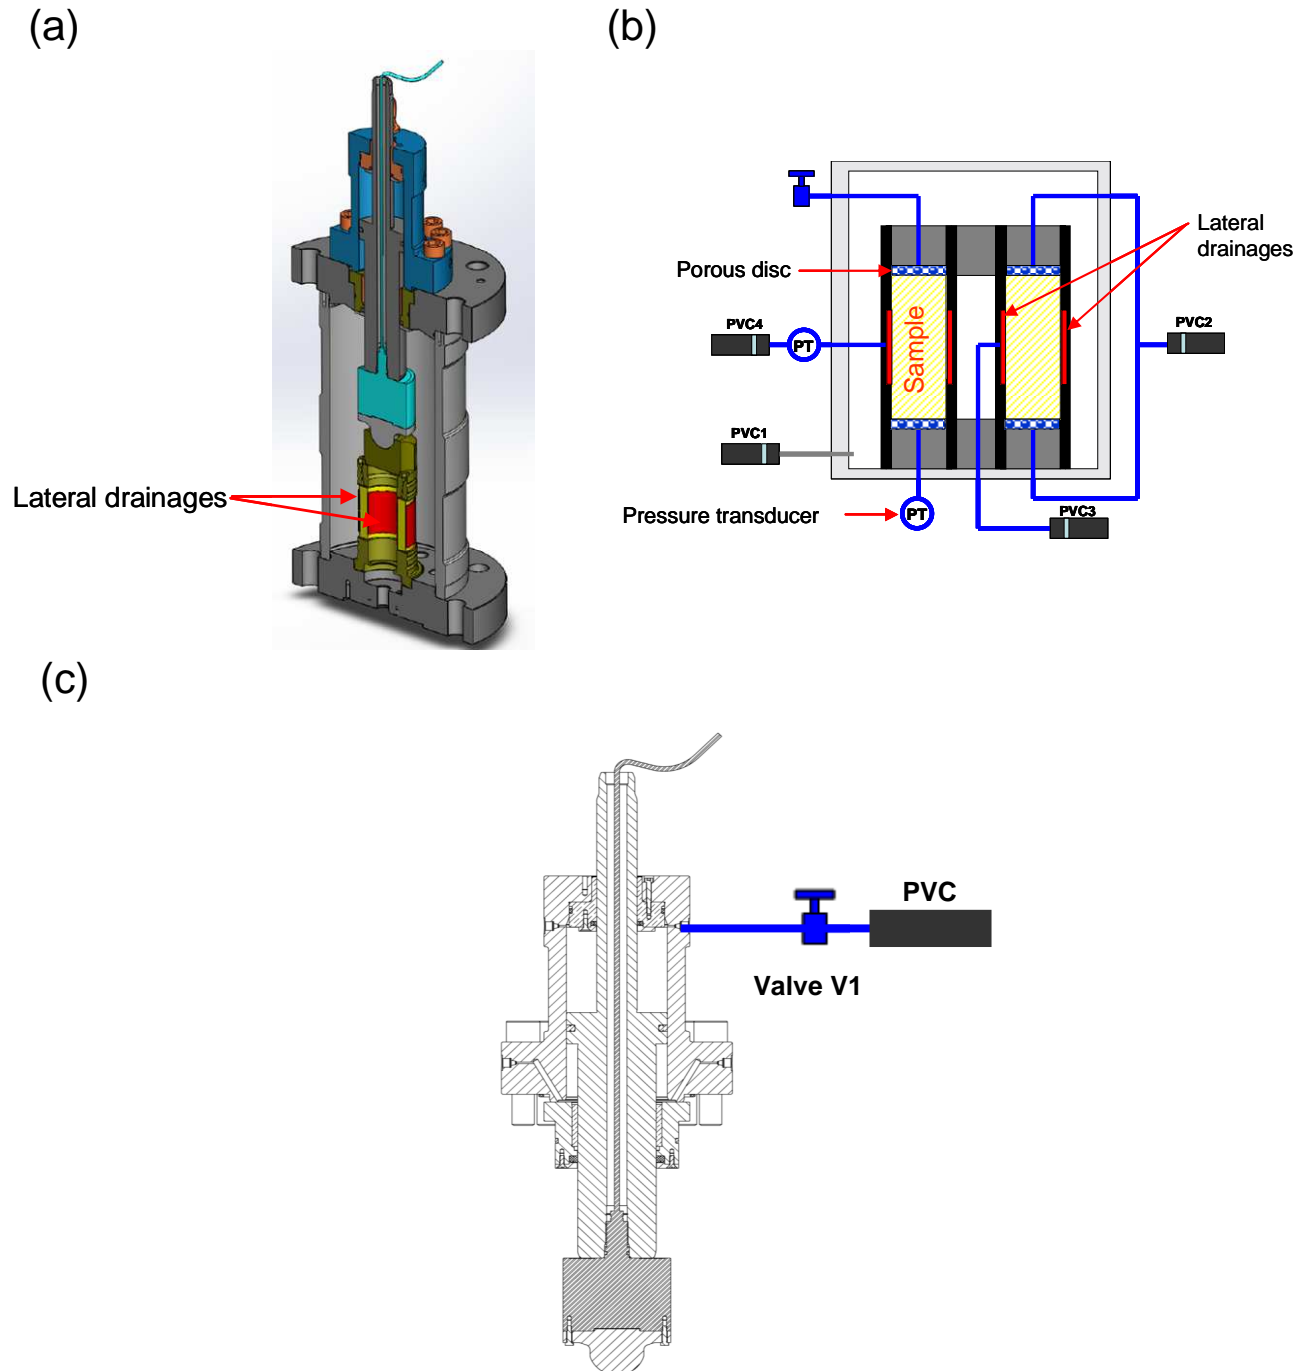 (a)
(b)
Lateral
drainages
Porous disc
PVC4
PT
Sample
PVC2
PVC1
Lateral drainages
Pressure transducer
PT
PVC3
(c)
PVC
Valve V1